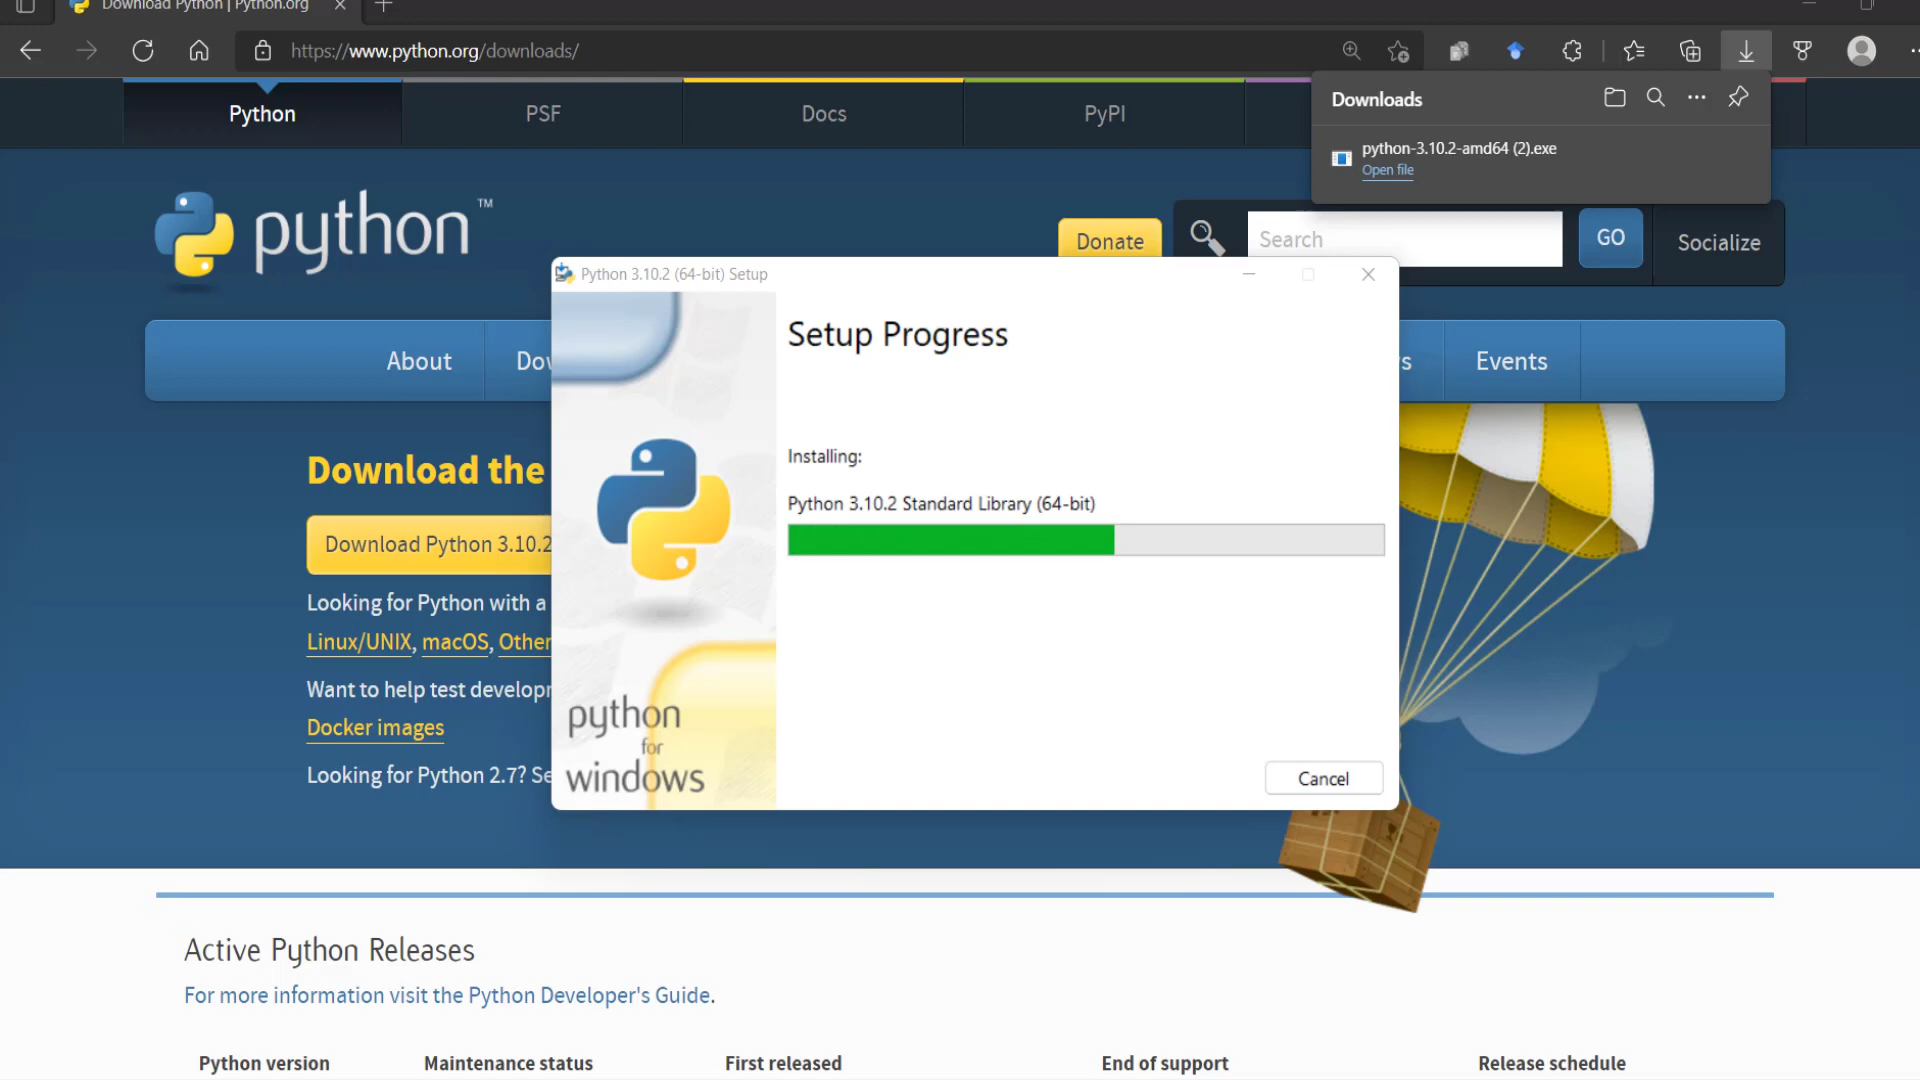 Download Python | Python.org
https://www.python.org/downloads/
Python
PSF
Docs
PyPI
Downloads
python-3.10.2-amd64 (2).exe
Open file
python™
Donate
Search
GO
Socialize
About
Dow
s
Events
Python 3.10.2 (64-bit) Setup
Setup Progress
Installing:
Python 3.10.2 Standard Library (64-bit)
python
for
windows
Cancel
Download the
Download Python 3.10.2
Looking for Python with a
Linux/UNIX, macOS, Other
Want to help test develop
Docker images
Looking for Python 2.7? Se
Active Python Releases
For more information visit the Python Developer's Guide.
Python version
Maintenance status
First released
End of support
Release schedule